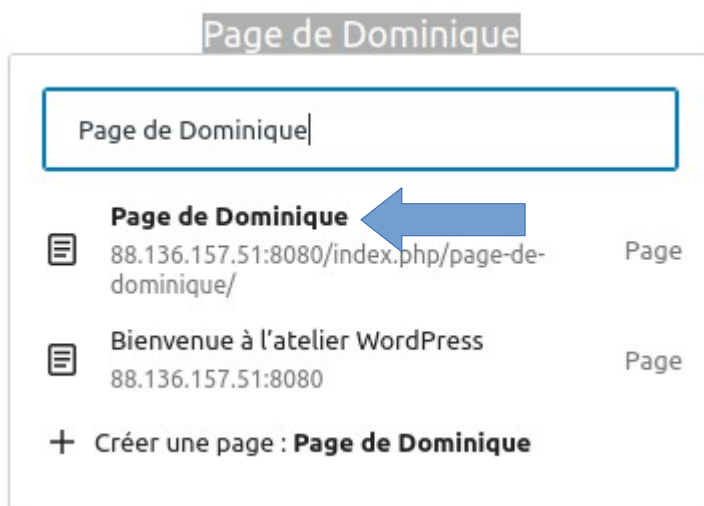 Page de Dominique
Page de Dominique
Page de Dominique
88.136.157.51:8080/index.php/page-de-
dominique/
Page
Bienvenue à l’atelier WordPress
88.136.157.51:8080
Page
+ Créer une page : Page de Dominique